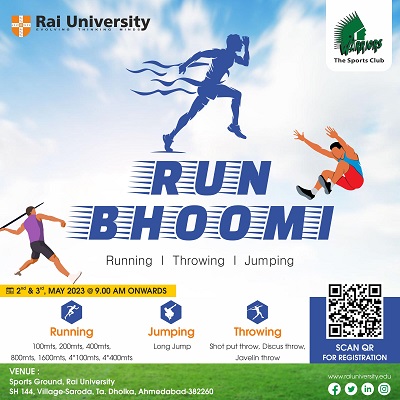 Rai University
EVOLVING THINKING MINDS
WARRIORS
The Sports Club
RUN
BHOOMI
Running | Throwing | Jumping
2nd & 3rd, MAY 2023 @ 9.00 AM ONWARDS
Running
100mts, 200mts, 400mts,
800mts, 1600mts, 4*100mts, 4*400mts
Jumping
Long Jump
Throwing
Shot put throw, Discus throw,
Javelin throw
SCAN QR
FOR REGISTRATION
VENUE :
Sports Ground, Rai University
SH 144, Village-Saroda, Ta. Dholka, Ahmedabad-382260
www.raiuniversity.edu